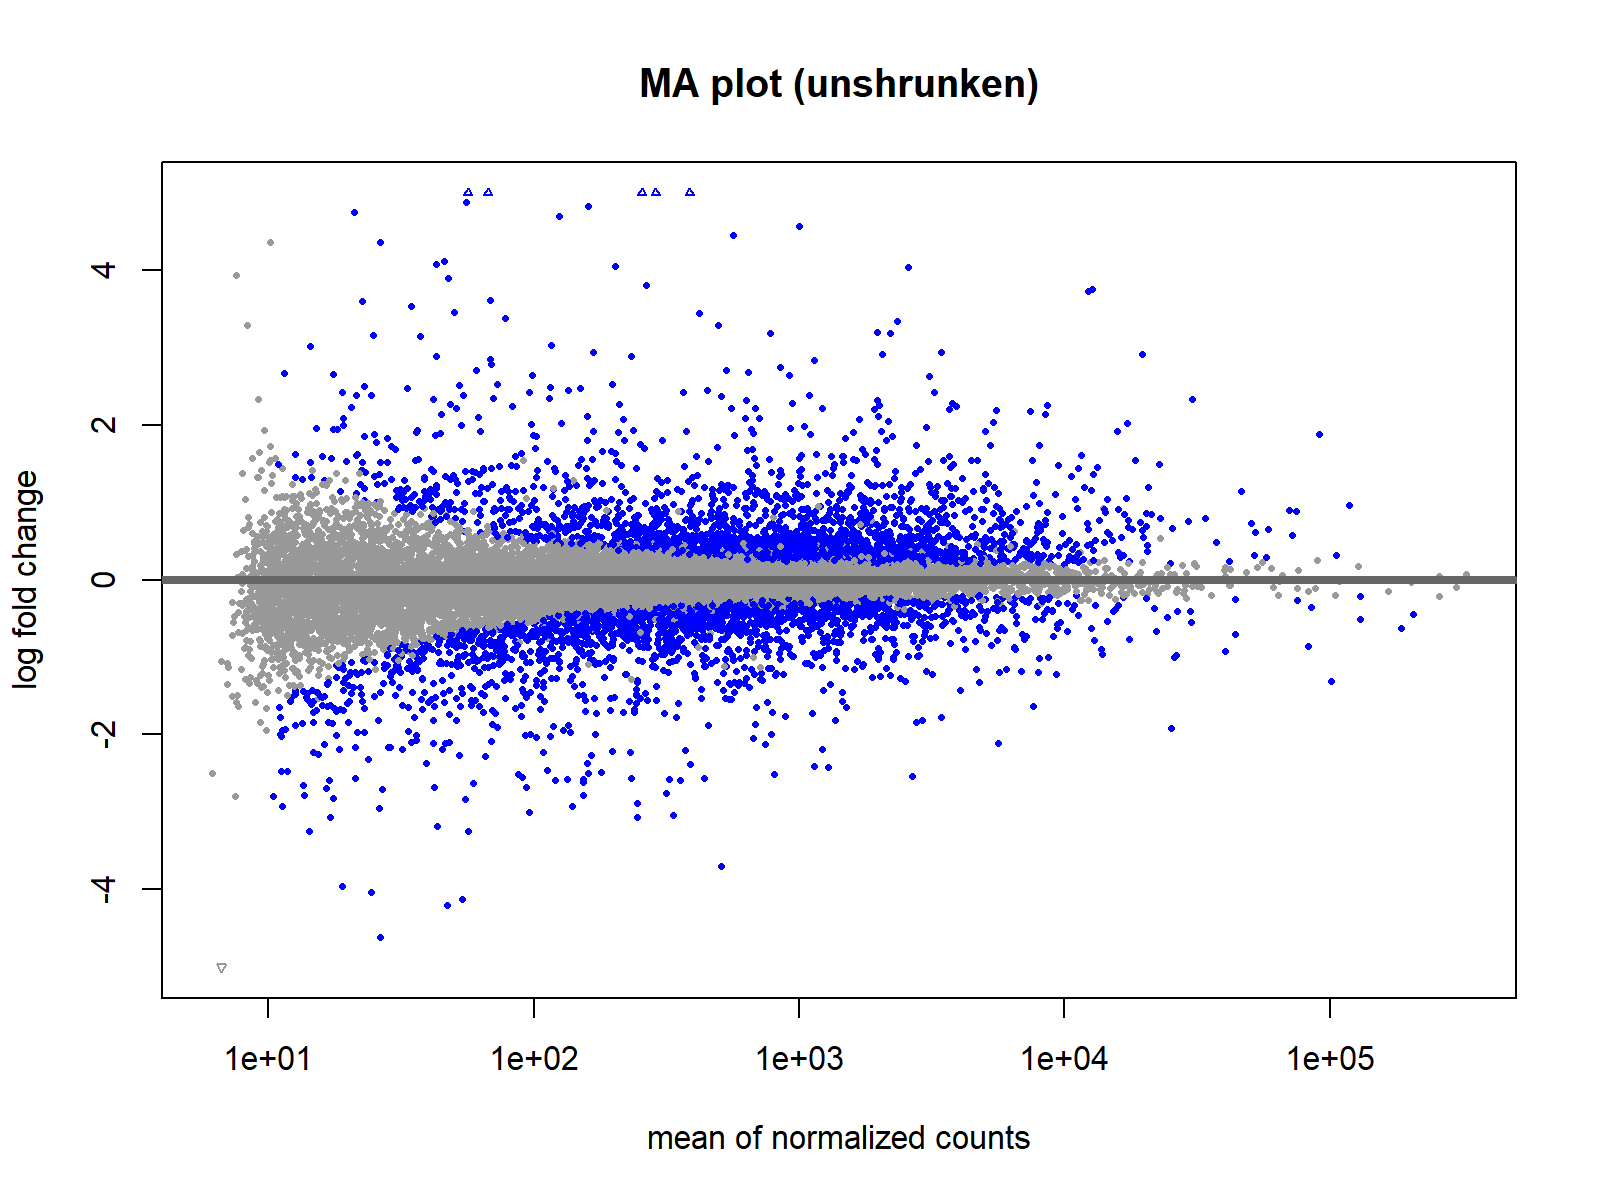 MA plot (unshrunken)
log fold change
4
2
0
-2
-4
1e+01 1e+02 1e+03 1e+04 1e+05
mean of normalized counts